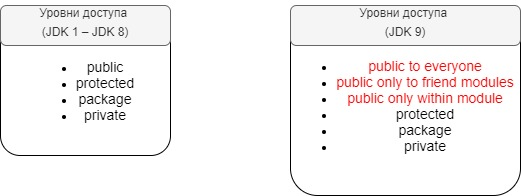 Уровни доступа
(JDK 1 – JDK 8)
public
protected
package
private
Уровни доступа
(JDK 9)
public to everyone
public only to friend modules
public only within module
protected
package
private